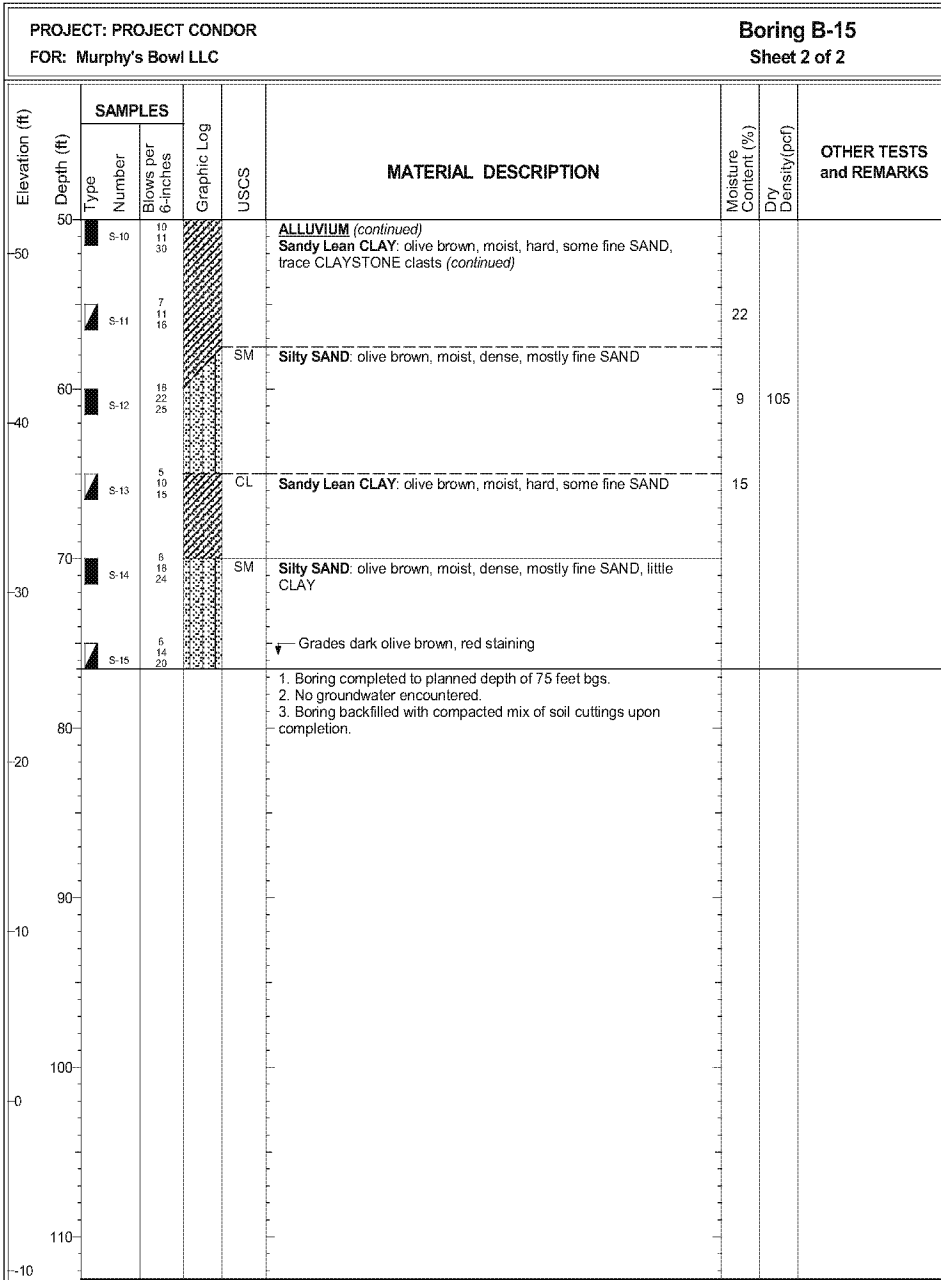 PROJECT: PROJECT CONDOR
FOR: Murphy's Bowl LLC
Boring B-15
Sheet 2 of 2
Elevation (ft)
Depth (ft)
SAMPLES
Type
Number
Blows per
6-inches
Graphic Log
USCS
MATERIAL DESCRIPTION
Moisture
Content (%)
Dry
Density(pcf)
OTHER TESTS
and REMARKS
50
S-10
10
11
30
ALLUVIUM (continued)
Sandy Lean CLAY: olive brown, moist, hard, some fine SAND,
trace CLAYSTONE clasts (continued)
-50
S-11
7
11
16
22
SM
Silty SAND: olive brown, moist, dense, mostly fine SAND
60
S-12
22
25
9
105
-40
S-13
5
10
15
CL
Sandy Lean CLAY: olive brown, moist, hard, some fine SAND
15
70
S-14
24
SM
Silty SAND: olive brown, moist, dense, mostly fine SAND, little
CLAY
-30
Grades dark olive brown, red staining
S-15
14
20
1. Boring completed to planned depth of 75 feet bgs.
2. No groundwater encountered.
3. Boring backfilled with compacted mix of soil cuttings upon
completion.
80
-20
90
-10
100
-0
110
--10